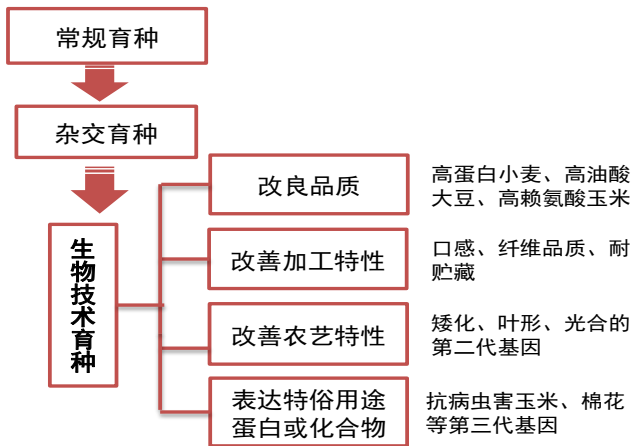 常规育种
杂交育种
生物技术育种
改良品质
高蛋白小麦、高油酸
大豆、高赖氨酸玉米
改善加工特性
口感、纤维品质、耐
贮藏
改善农艺特性
矮化、叶形、光合的
第二代基因
表达特俗用途
蛋白或化合物
抗病虫害玉米、棉花
等第三代基因